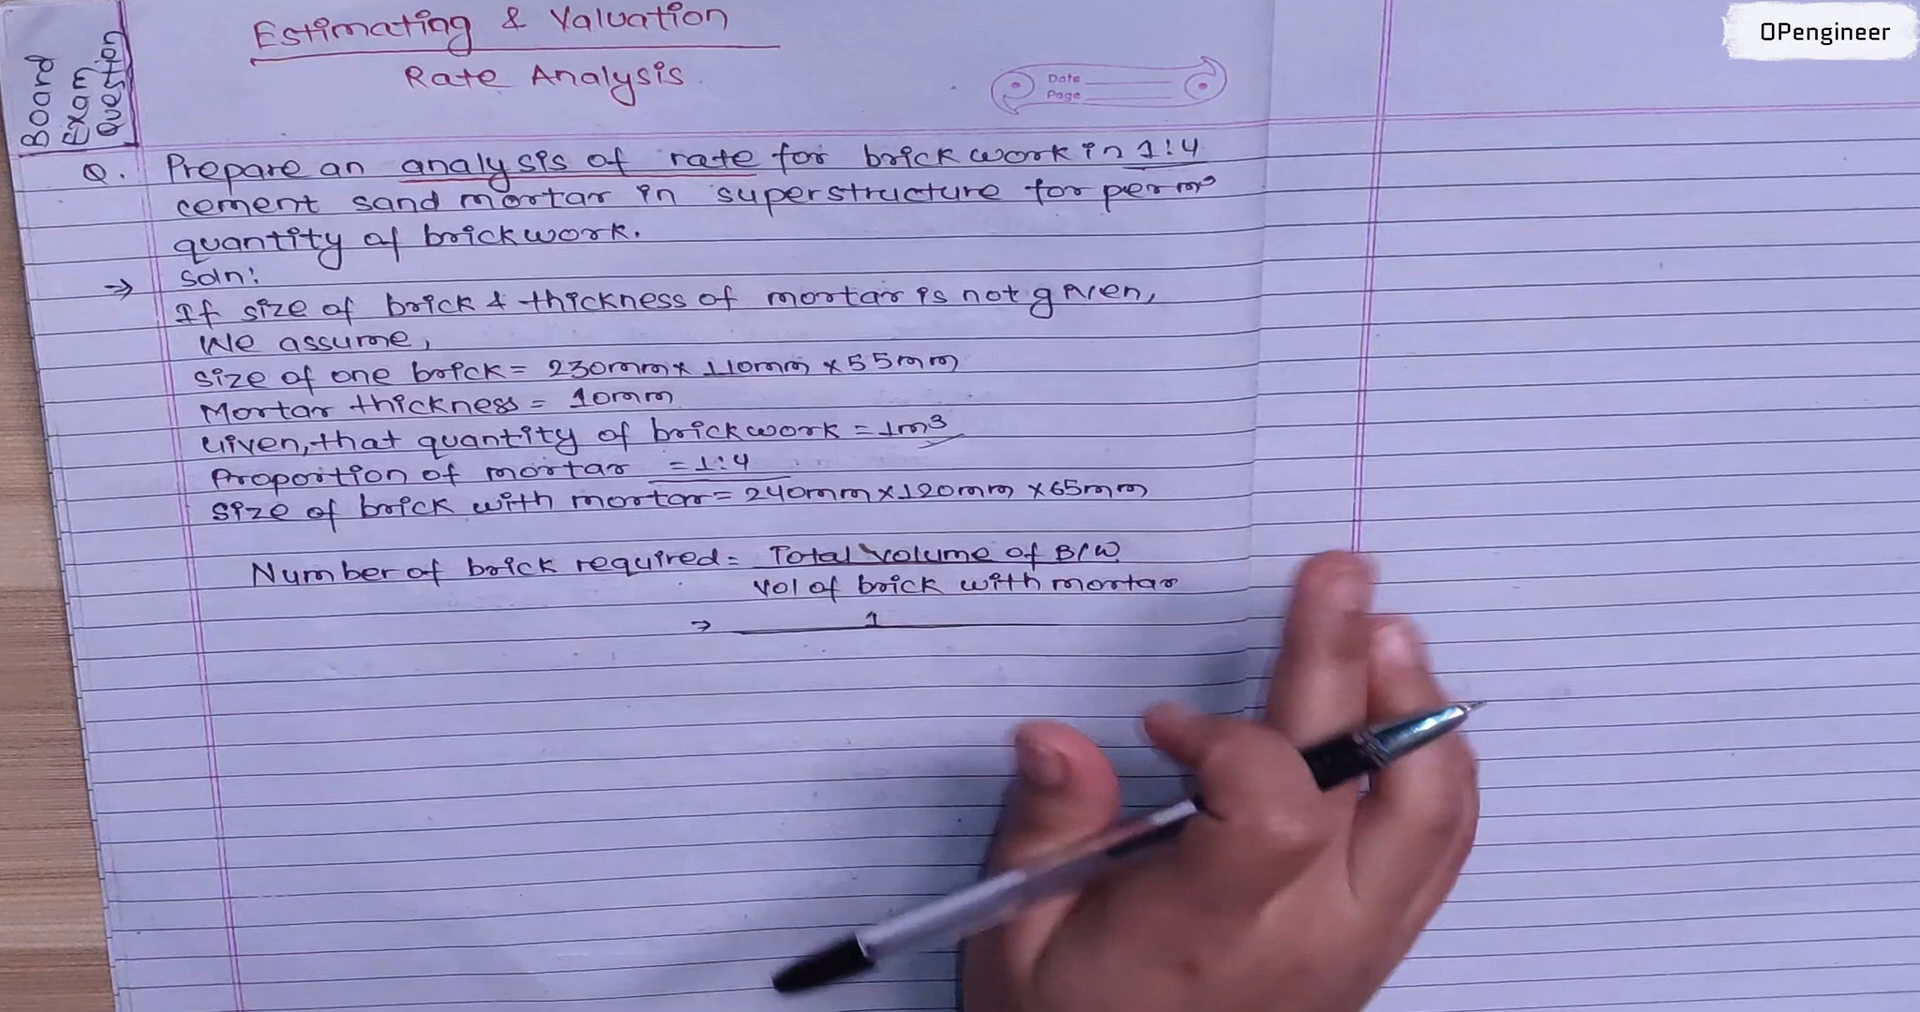 OPengineer
Board
Exam
Question
Estimating & Valuation
Rate Analysis
Date
Page
Q. Prepare an analysis of rate for brickwork in 1:4
cement sand mortar in superstructure for per m³
quantity of brickwork.
⇒ Soln:
If size of brick & thickness of mortar is not given,
We assume,
Size of one brick = 230mm x 110mm x 55mm
Mortar thickness = 10mm
Given, that quantity of brickwork = 1m³
Proportion of mortar = 1:4
Size of brick with mortar = 240mm x 120mm x 65mm
Number of brick required = Total volume of B/W
Vol of brick with mortar
→ 1